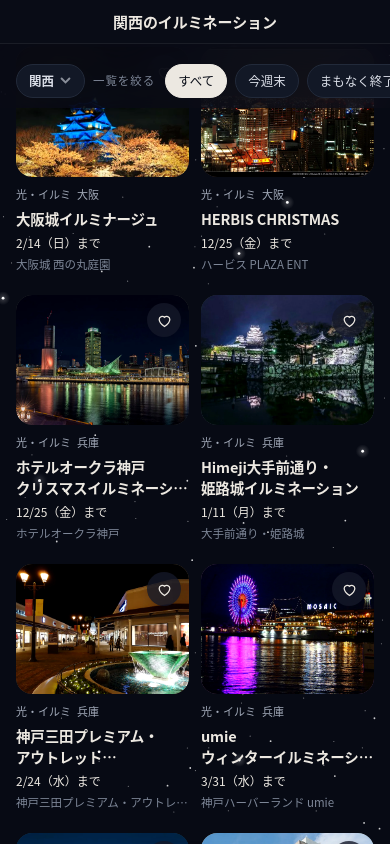 関西のイルミネーション
関西
一覧を絞る
すべて
今週末
まもなく終了
光・イルミ 大阪
大阪城イルミナージュ
2/14（日）まで
大阪城 西の丸庭園
光・イルミ 大阪
HERBIS CHRISTMAS
12/25（金）まで
ハービス PLAZA ENT
光・イルミ 兵庫
ホテルオークラ神戸
クリスマスイルミネーシ…
12/25（金）まで
ホテルオークラ神戸
光・イルミ 兵庫
Himeji大手前通り・
姫路城イルミネーション
1/11（月）まで
大手前通り・姫路城
光・イルミ 兵庫
神戸三田プレミアム・
アウトレッド…
2/24（水）まで
神戸三田プレミアム・アウトレ…
MOSAIC
光・イルミ 兵庫
umie
ウィンターイルミネーシ…
3/31（水）まで
神戸ハーバーランド umie